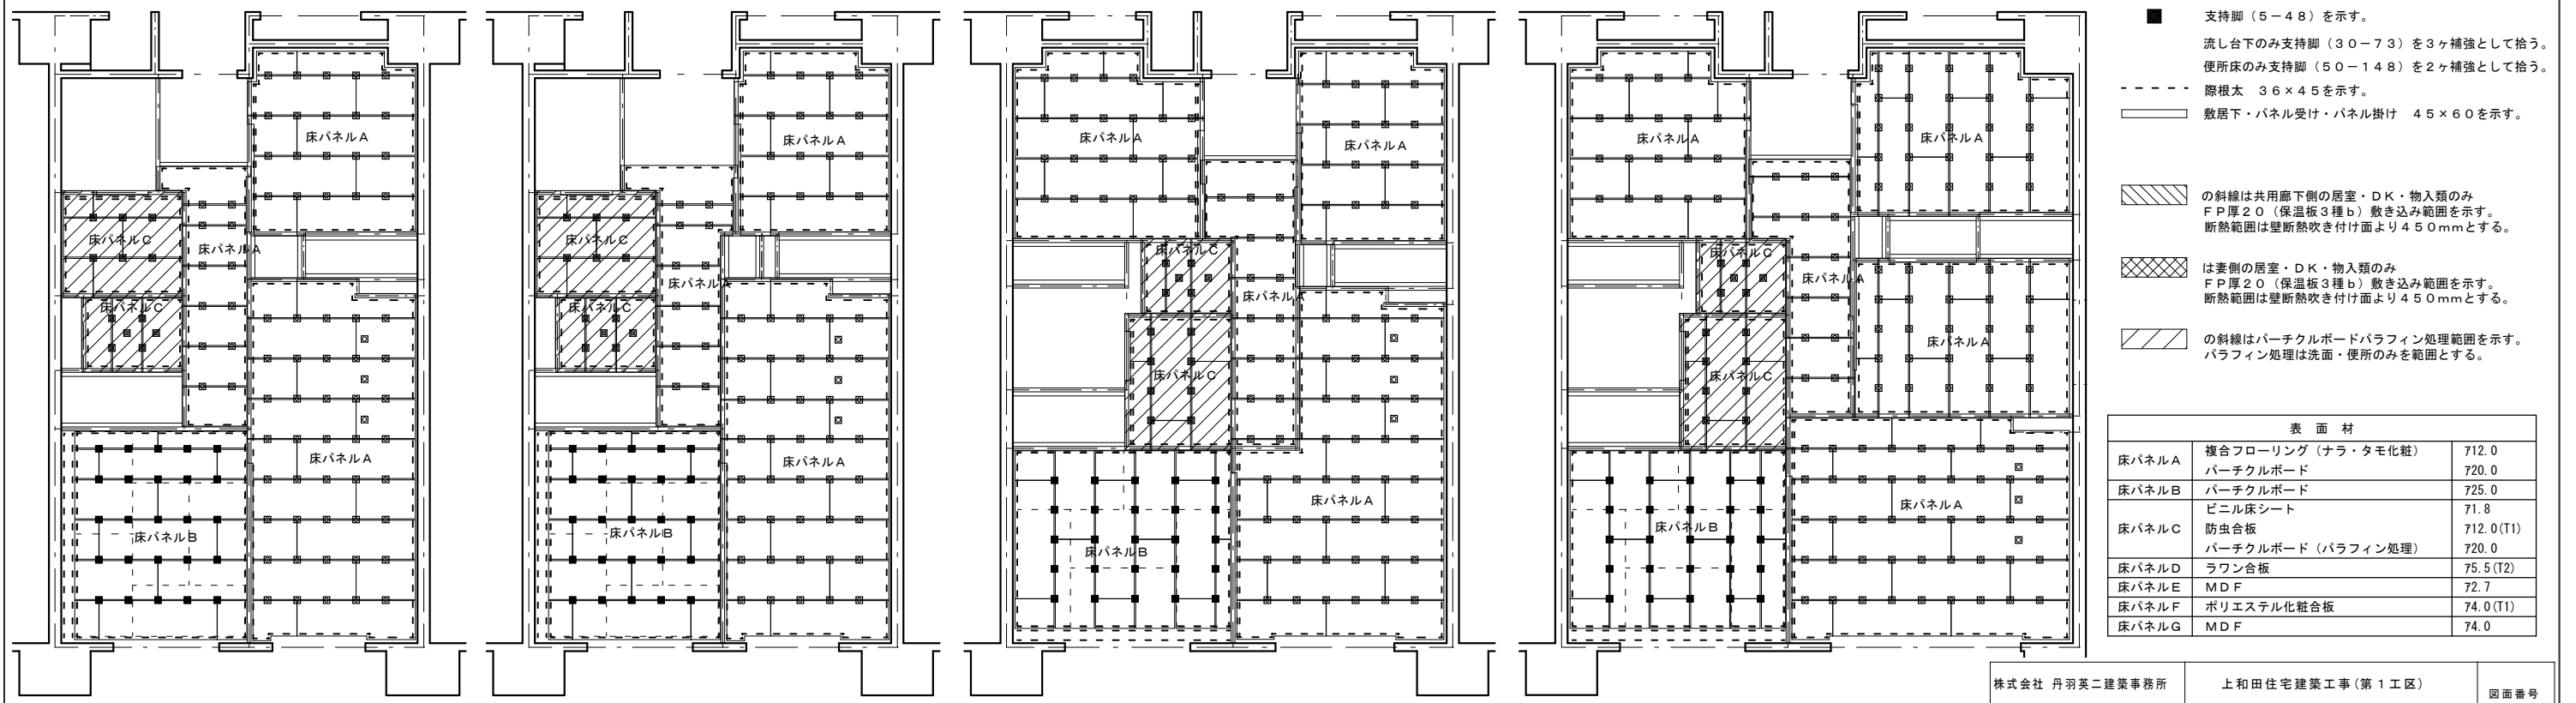 床パネルA
床パネルC
床パネルA
床パネルC
床パネルA
床パネルB
床パネルA
床パネルC
床パネルA
床パネルC
床パネルA
床パネルB
床パネルA
床パネルA
床パネルC
床パネルA
床パネルC
床パネルA
床パネルB
床パネルA
床パネルA
床パネルC
床パネルA
床パネルA
床パネルC
床パネルA
床パネルB
支持脚(5-48)を示す。
流し台下のみ支持脚(30-73)を3ヶ補強として拾う。
便所床のみ支持脚(50-148)を2ヶ補強として拾う。
際根太 36×45を示す。
敷居下・パネル受け・パネル掛け 45×60を示す。
の斜線は共用廊下側の居室・DK・物入類のみ
FP厚20(保温板3種b)敷き込み範囲を示す。
断熱範囲は壁断熱吹き付け面より450mmとする。
は妻側の居室・DK・物入類のみ
FP厚20(保温板3種b)敷き込み範囲を示す。
断熱範囲は壁断熱吹き付け面より450mmとする。
の斜線はパーチクルボードパラフィン処理範囲を示す。
パラフィン処理は洗面・便所のみを範囲とする。
表面材
床パネルA 複合フローリング(ナラ・タモ化粧) ｱ12.0
パーチクルボード ｱ20.0
床パネルB パーチクルボード ｱ25.0
床パネルC ビニル床シート ｱ1.8
防虫合板 ｱ12.0(T1)
パーチクルボード(パラフィン処理) ｱ20.0
床パネルD ラワン合板 ｱ5.5(T2)
床パネルE MDF ｱ2.7
床パネルF ポリエステル化粧合板 ｱ4.0(T1)
床パネルG MDF ｱ4.0
株式会社 丹羽英二建築事務所 上和田住宅建築工事(第1工区) 図面番号